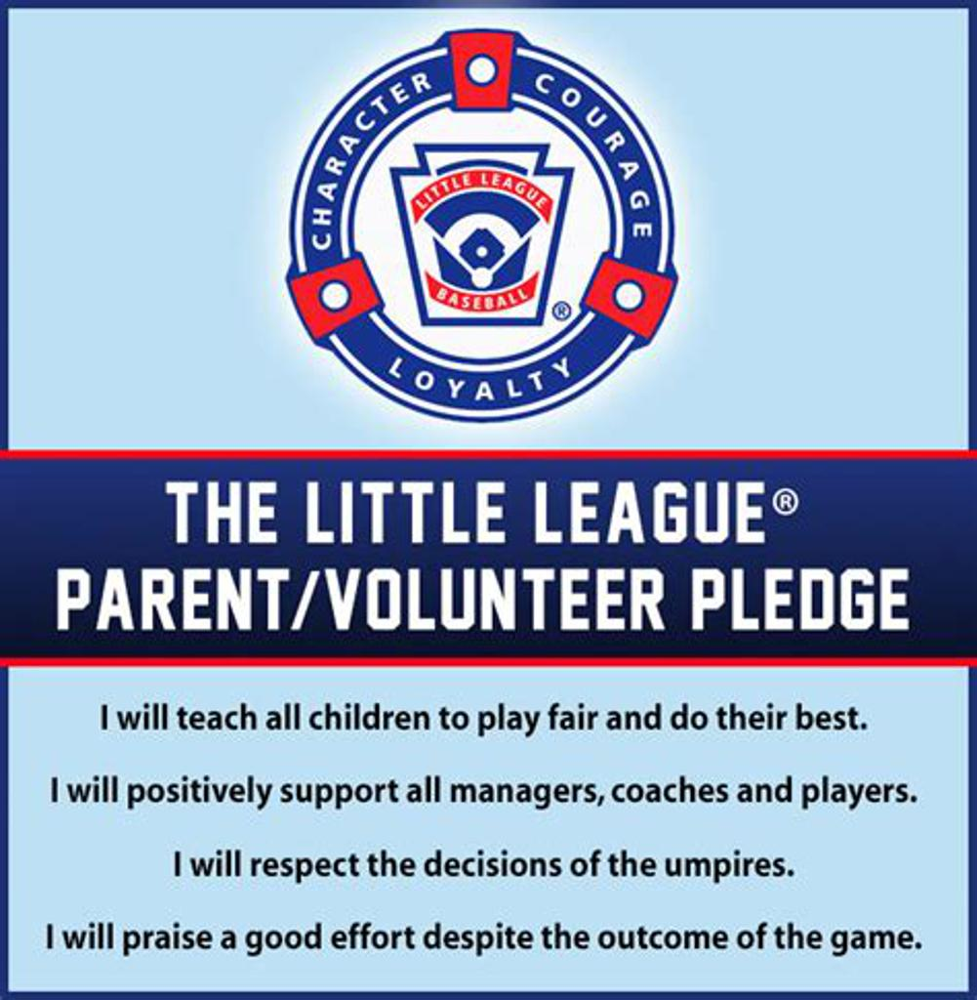 CHARACTER
COURAGE
LITTLE LEAGUE
BASEBALL
®
LOYALTY
THE LITTLE LEAGUE®
PARENT/VOLUNTEER PLEDGE
I will teach all children to play fair and do their best.
I will positively support all managers, coaches and players.
I will respect the decisions of the umpires.
I will praise a good effort despite the outcome of the game.